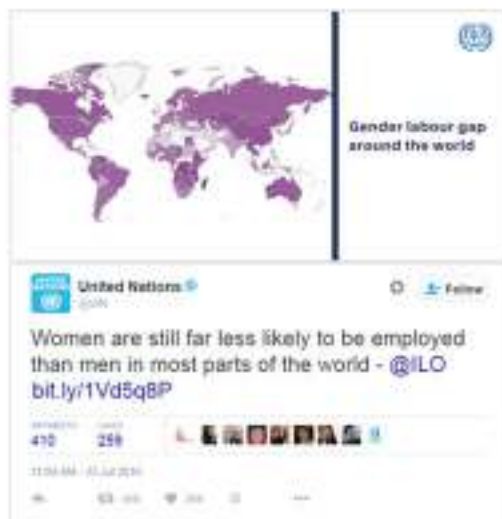 Gender labour gap
around the world
United Nations
Follow
Women are still far less likely to be employed
than men in most parts of the world - @ILO
bit.ly/1Vd5q8P
410 259